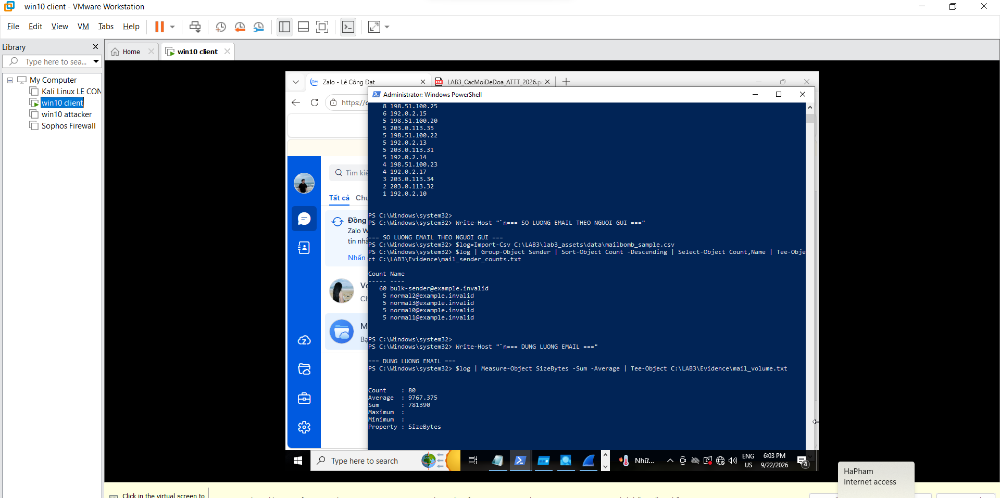 win10 client - VMware Workstation
File Edit View VM Tabs Help
Library
Type here to sea...
Home
win10 client
My Computer
Kali Linux LE CON
win10 client
win10 attacker
Sophos Firewall
Zalo - Lê Công Đạt
LAB3_CacMoiDeDoa_ATTT_2026.p
https://c
Administrator: Windows PowerShell
Tìm kiế
Tất cả
Đồng
Zalo W
tin nhắ
Nhấn
8 198.51.100.25
6 192.0.2.15
5 198.51.100.20
5 203.0.113.35
5 198.51.100.22
5 192.0.2.13
5 203.0.113.31
5 192.0.2.14
4 198.51.100.23
4 192.0.2.17
3 203.0.113.34
2 203.0.113.32
1 192.0.2.10
PS C:\Windows\system32>
PS C:\Windows\system32> Write-Host "`n=== SO LUONG EMAIL THEO NGUOI GUI ==="
=== SO LUONG EMAIL THEO NGUOI GUI ===
PS C:\Windows\system32> $log=Import-Csv C:\LAB3\lab3_assets\data\mailbomb_sample.csv
PS C:\Windows\system32> $log | Group-Object Sender | Sort-Object Count -Descending | Select-Object Count,Name | Tee-Obje
ct C:\LAB3\Evidence\mail_sender_counts.txt
Count Name
----- ----
60 bulk-sender@example.invalid
5 normal2@example.invalid
5 normal3@example.invalid
5 normal0@example.invalid
5 normal1@example.invalid
PS C:\Windows\system32>
PS C:\Windows\system32> Write-Host "`n=== DUNG LUONG EMAIL ==="
=== DUNG LUONG EMAIL ===
PS C:\Windows\system32> $log | Measure-Object SizeBytes -Sum -Average | Tee-Object C:\LAB3\Evidence\mail_volume.txt
Count : 80
Average : 9767.375
Sum : 781390
Maximum :
Minimum :
Property : SizeBytes
Type here to search
Nhữ...
ENG
US
6:03 PM
9/22/2026
4
HaPham
Internet access
Click in the virtual screen to